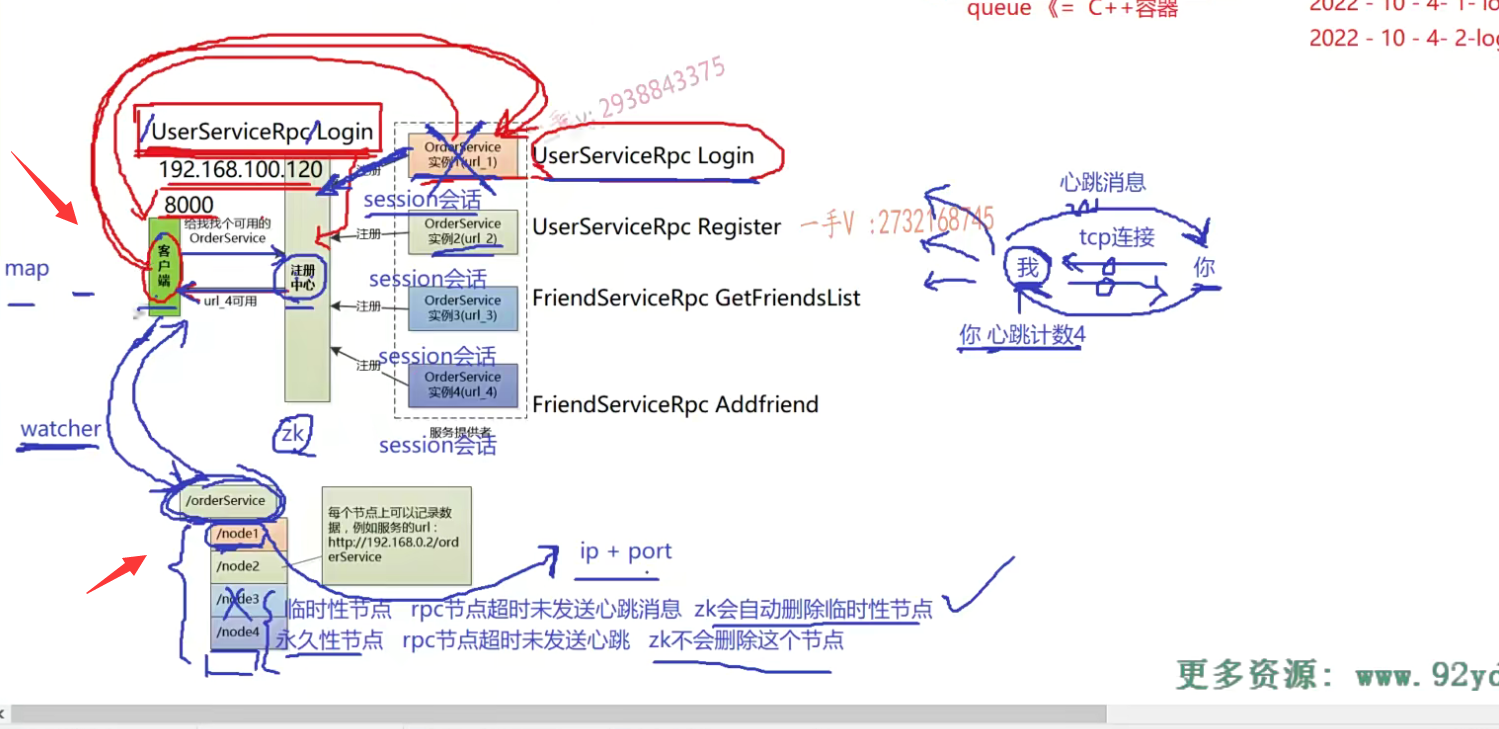 queue 《= C++容器
2022 - 10 - 4- 1- lo
2022 - 10 - 4- 2-log
/UserServiceRpc/Login
192.168.100.120
8000
给我找个可用的
OrderService
客户端
map
url_4可用
注册中心
注册
注册
注册
注册
OrderService
实例1(url_1)
session会话
OrderService
实例2(url_2)
session会话
OrderService
实例3(url_3)
session会话
OrderService
实例4(url_4)
服务提供者
session会话
一手V: 2938843375
UserServiceRpc Login
UserServiceRpc Register
一手V :2732168745
FriendServiceRpc GetFriendsList
FriendServiceRpc Addfriend
心跳消息
tcp连接
我
你
你 心跳计数4
watcher
zk
/orderService
/node1
/node2
/node3
/node4
每个节点上可以记录数
据，例如服务的url：
http://192.168.0.2/ord
erService
ip + port
临时性节点 rpc节点超时未发送心跳消息 zk会自动删除临时性节点
永久性节点 rpc节点超时未发送心跳 zk不会删除这个节点
更多资源: www.92yc